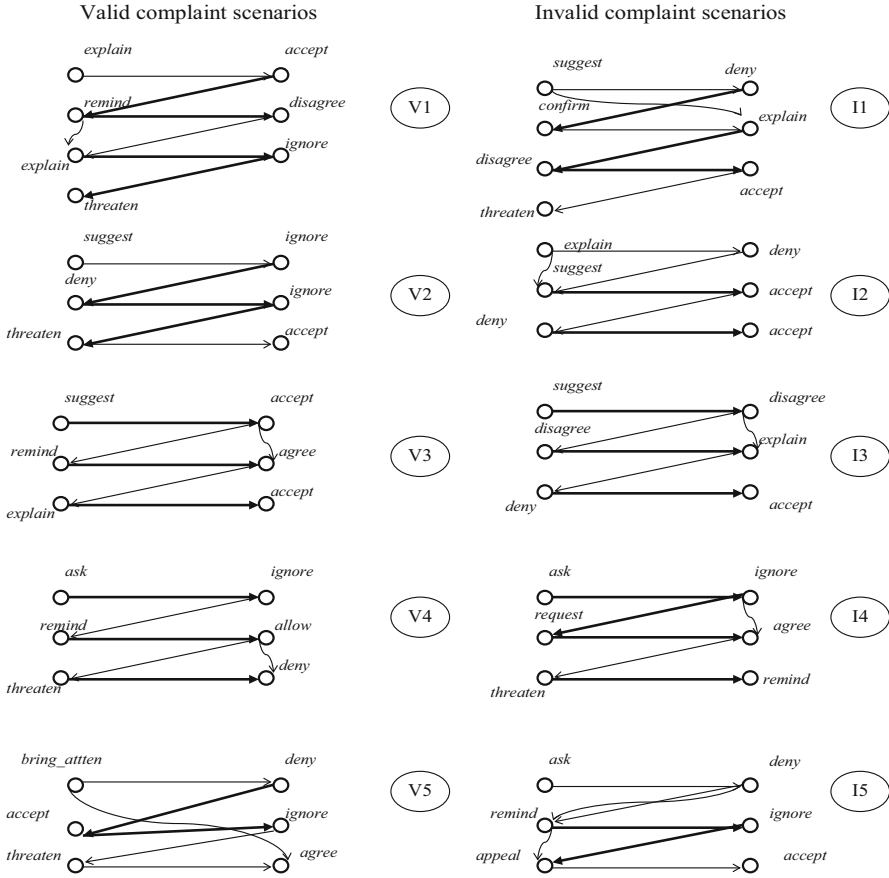 Valid complaint scenarios
Invalid complaint scenarios
explain
accept
remind
disagree
explain
ignore
threaten
V1
suggest
deny
confirm
explain
disagree
accept
threaten
I1
suggest
ignore
deny
ignore
threaten
accept
V2
explain
deny
suggest
accept
deny
accept
I2
suggest
accept
remind
agree
explain
accept
V3
suggest
disagree
disagree
explain
deny
accept
I3
ask
ignore
remind
allow
deny
threaten
V4
ask
ignore
request
agree
threaten
remind
I4
bring_attten
deny
accept
ignore
threaten
agree
V5
ask
deny
remind
ignore
appeal
accept
I5